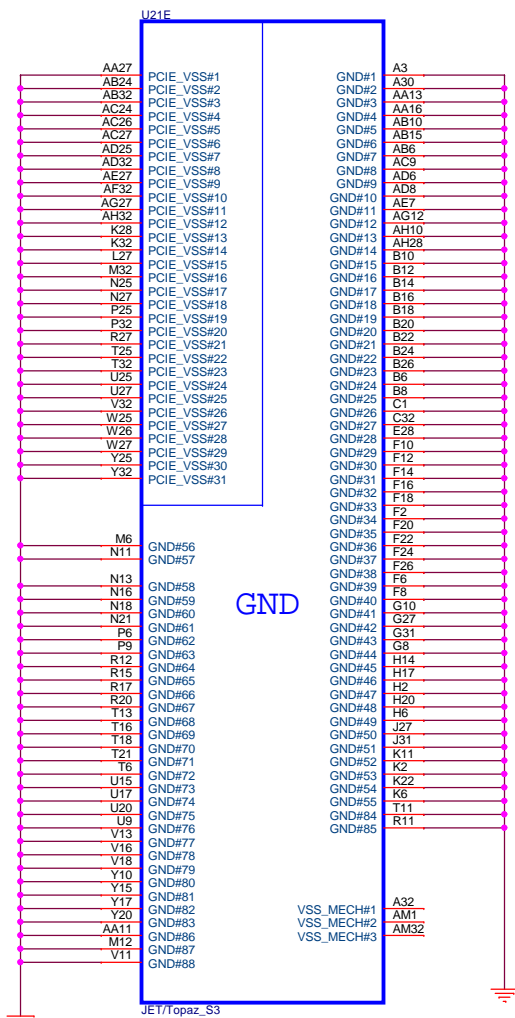 U21E
AA27 PCIE_VSS#1 GND#1 A3
AB24 PCIE_VSS#2 GND#2 A30
AB32 PCIE_VSS#3 GND#3 AA13
AC24 PCIE_VSS#4 GND#4 AA16
AC26 PCIE_VSS#5 GND#5 AB10
AC27 PCIE_VSS#6 GND#6 AB15
AD25 PCIE_VSS#7 GND#7 AB6
AD32 PCIE_VSS#8 GND#8 AC9
AE27 PCIE_VSS#9 GND#9 AD6
AF32 PCIE_VSS#10 GND#10 AD8
AG27 PCIE_VSS#11 GND#11 AE7
AH32 PCIE_VSS#12 GND#12 AG12
K28 PCIE_VSS#13 GND#13 AH10
K32 PCIE_VSS#14 GND#14 AH28
L27 PCIE_VSS#15 GND#15 B10
M32 PCIE_VSS#16 GND#16 B12
N25 PCIE_VSS#17 GND#17 B14
N27 PCIE_VSS#18 GND#18 B16
P25 PCIE_VSS#19 GND#19 B18
P32 PCIE_VSS#20 GND#20 B20
R27 PCIE_VSS#21 GND#21 B22
T25 PCIE_VSS#22 GND#22 B24
T32 PCIE_VSS#23 GND#23 B26
U25 PCIE_VSS#24 GND#24 B6
U27 PCIE_VSS#25 GND#25 B8
V32 PCIE_VSS#26 GND#26 C1
W25 PCIE_VSS#27 GND#27 C32
W26 PCIE_VSS#28 GND#28 E28
W27 PCIE_VSS#29 GND#29 F10
Y25 PCIE_VSS#30 GND#30 F12
Y32 PCIE_VSS#31 GND#31 F14
GND#32 F16
GND#33 F18
GND#34 F2
GND#35 F20
M6 GND#56 GND#36 F22
N11 GND#57 GND#37 F24
GND#38 F26
N13 GND#58 GND#39 F6
N16 GND#59 GND#40 F8
N18 GND#60 GND#41 G10
N21 GND#61 GND#42 G27
P6 GND#62 GND#43 G31
P9 GND#63 GND#44 G8
R12 GND#64 GND#45 H14
R15 GND#65 GND#46 H17
R17 GND#66 GND#47 H2
R20 GND#67 GND#48 H20
T13 GND#68 GND#49 H6
T16 GND#69 GND#50 J27
T18 GND#70 GND#51 J31
T21 GND#71 GND#52 K11
T6 GND#72 GND#53 K2
U15 GND#73 GND#54 K22
U17 GND#74 GND#55 K6
U20 GND#75 GND#84 T11
U9 GND#76 GND#85 R11
V13 GND#77
V16 GND#78
V18 GND#79
Y10 GND#80
Y15 GND#81
Y17 GND#82 VSS_MECH#1 A32
Y20 GND#83 VSS_MECH#2 AM1
AA11 GND#86 VSS_MECH#3 AM32
M12 GND#87
V11 GND#88
GND
JET/Topaz_S3